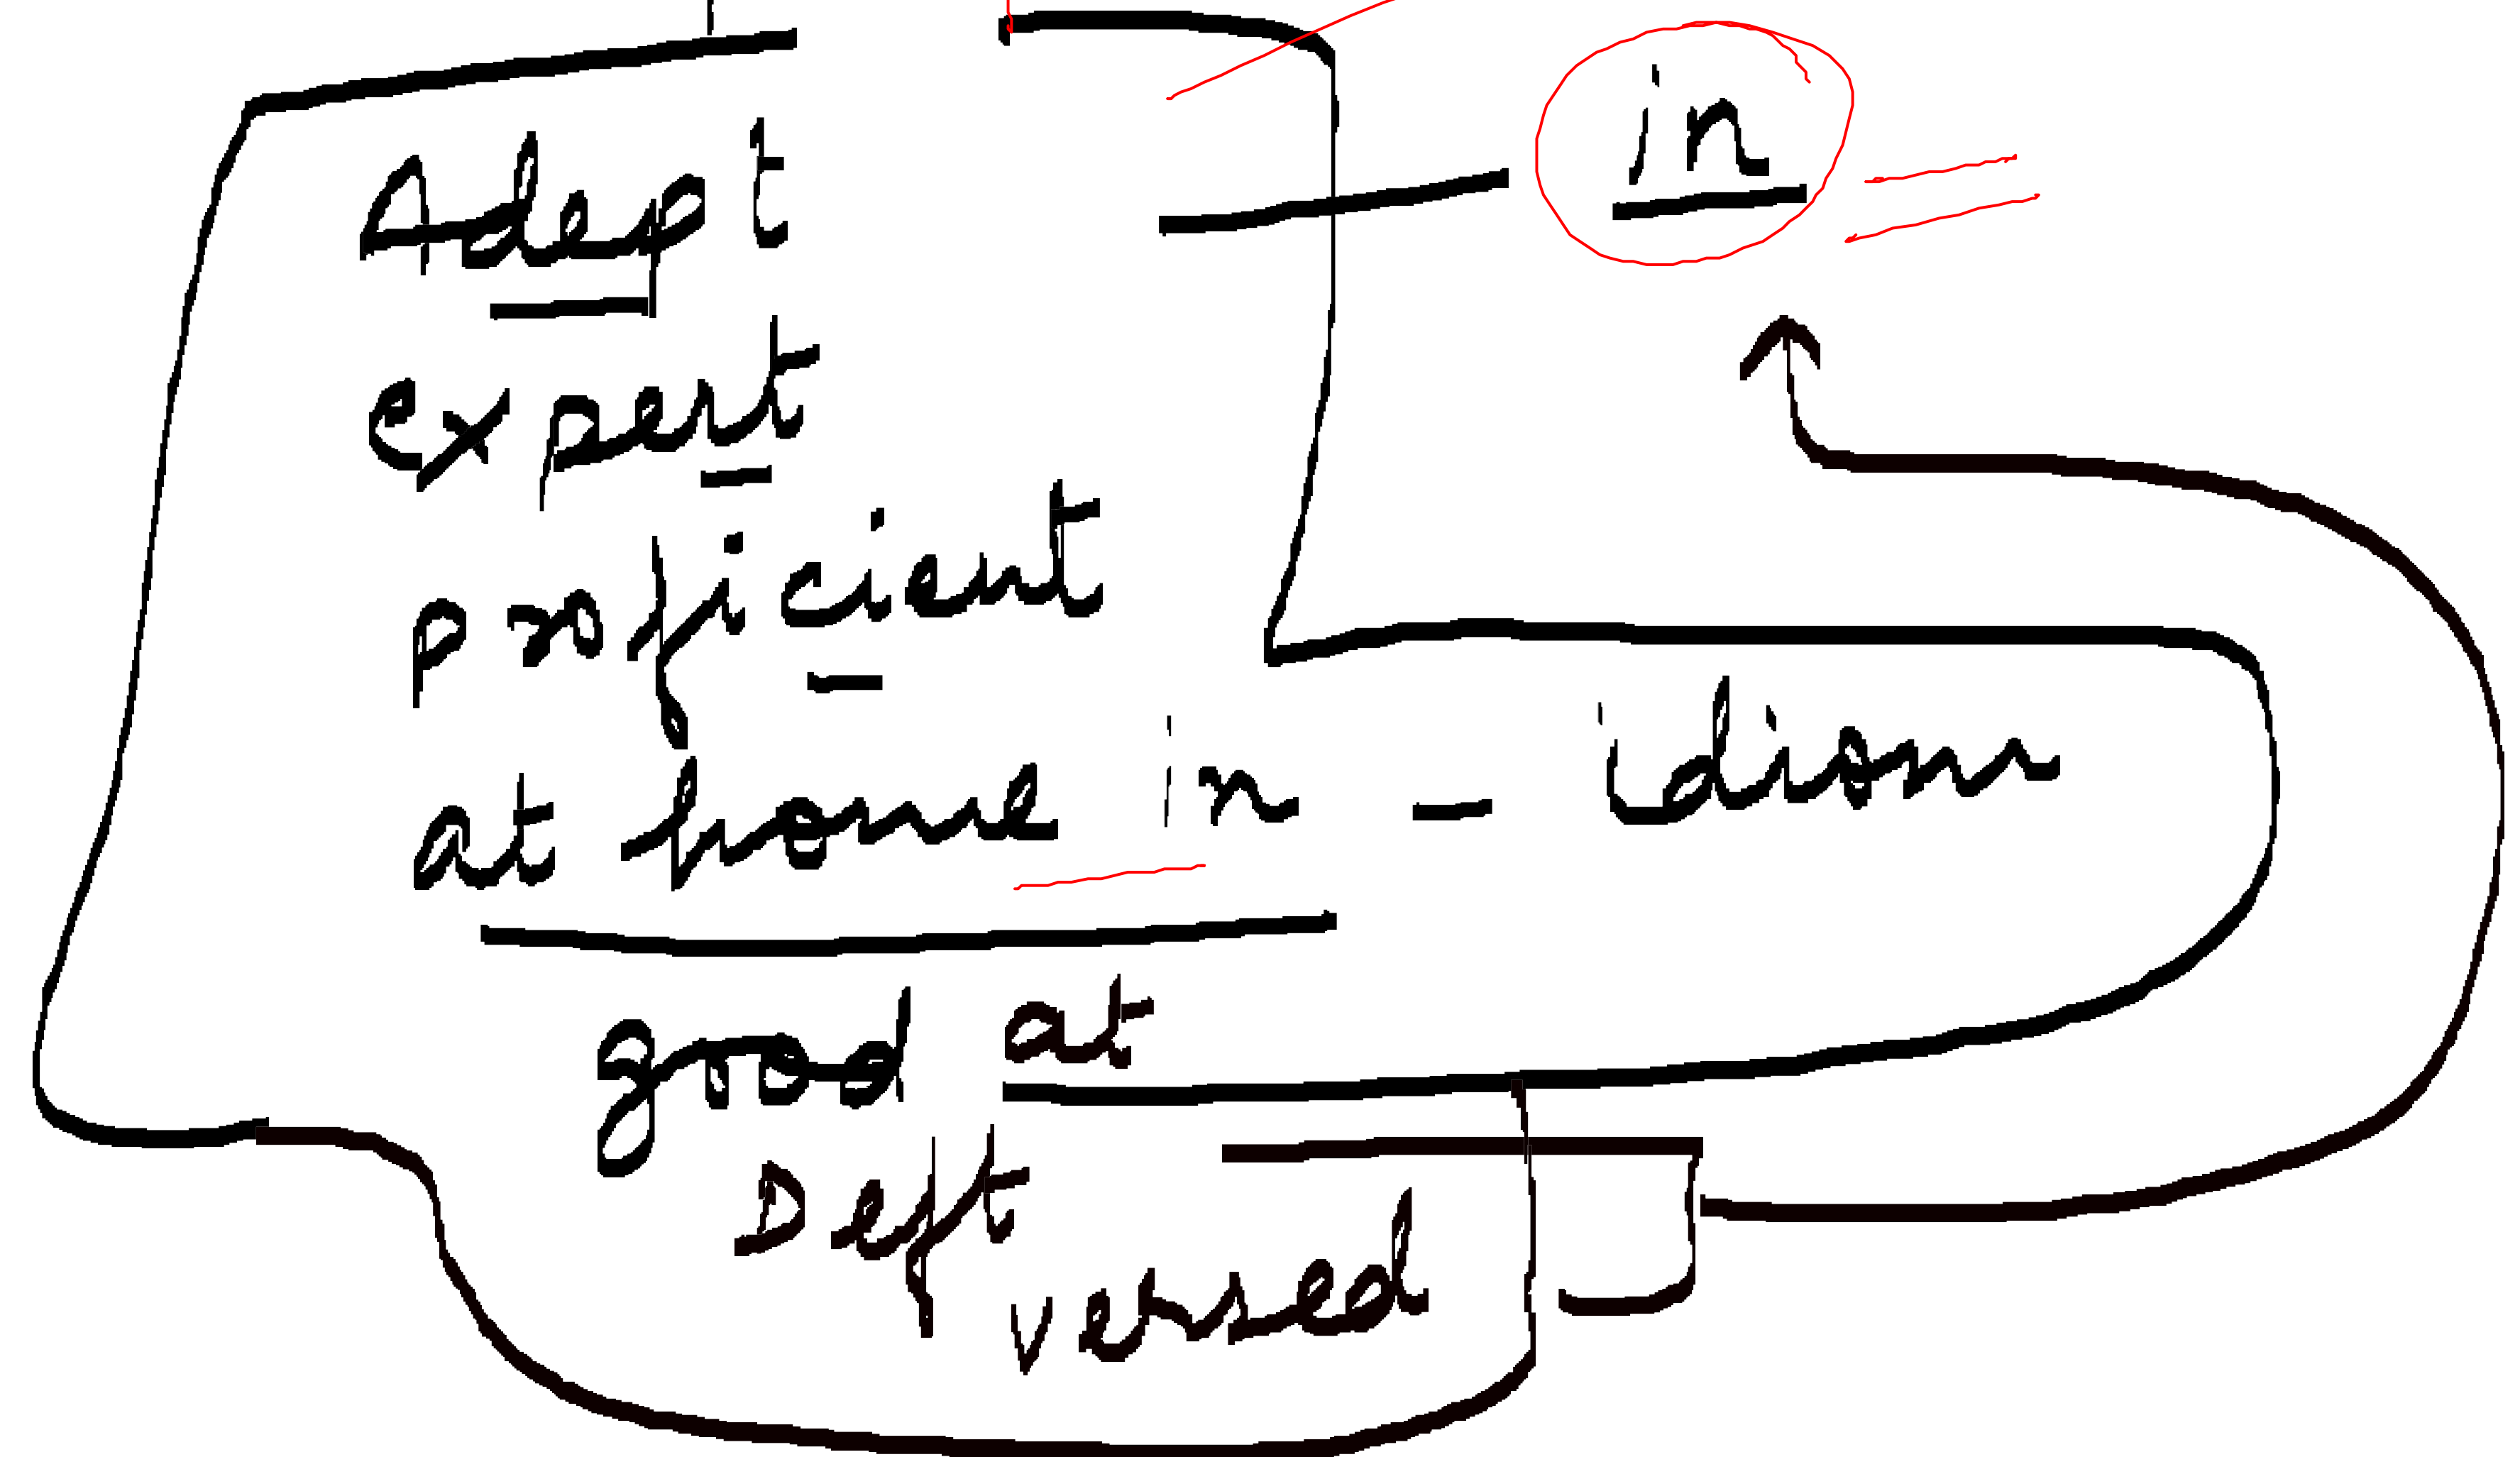 Adept - in
expert
proficient
at home in - idiom
good at
Deft
versed